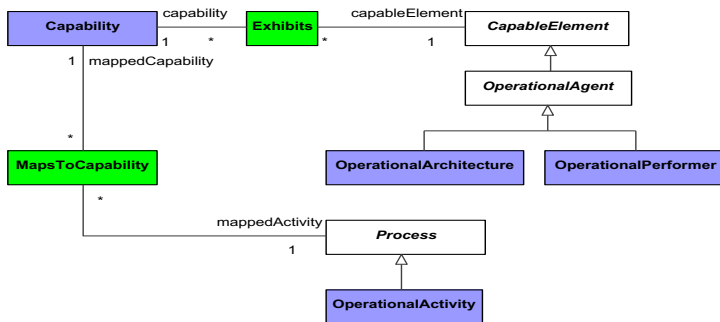 capability
capableElement
Capability
Exhibits
CapableElement
1
*
*
1
1
mappedCapability
OperationalAgent
*
MapsToCapability
OperationalArchitecture
OperationalPerformer
*
mappedActivity
Process
1
OperationalActivity